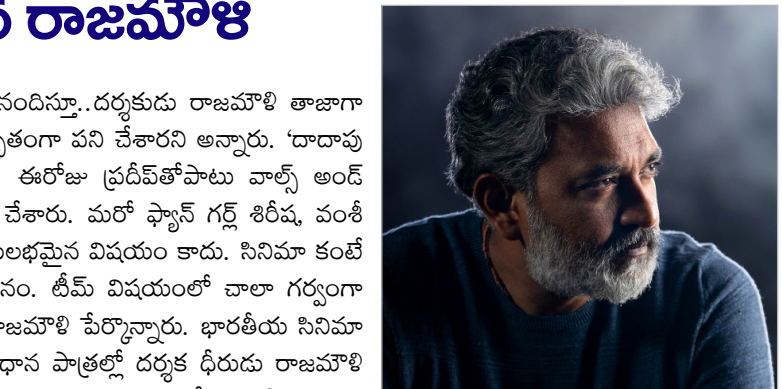 రాజమౌళి
నందిస్తూ..దర్శకుడు రాజమౌళి తాజాగా
పని చేశారని అన్నారు. ‘దాదాపు
ఈరోజు ప్రదీప్‌తోపాటు వాల్స్ అండ్
చేశారు. మరో ఫ్యాన్ గర్ల్ శిరీష, వంశీ
లభమైన విషయం కాదు. సినిమా కంటే
నం. టీమ్ విషయంలో చాలా గర్వంగా
జమౌళి పేర్కొన్నారు. భారతీయ సినిమా
ధాన పాత్రల్లో దర్శక ధీరుడు రాజమౌళి